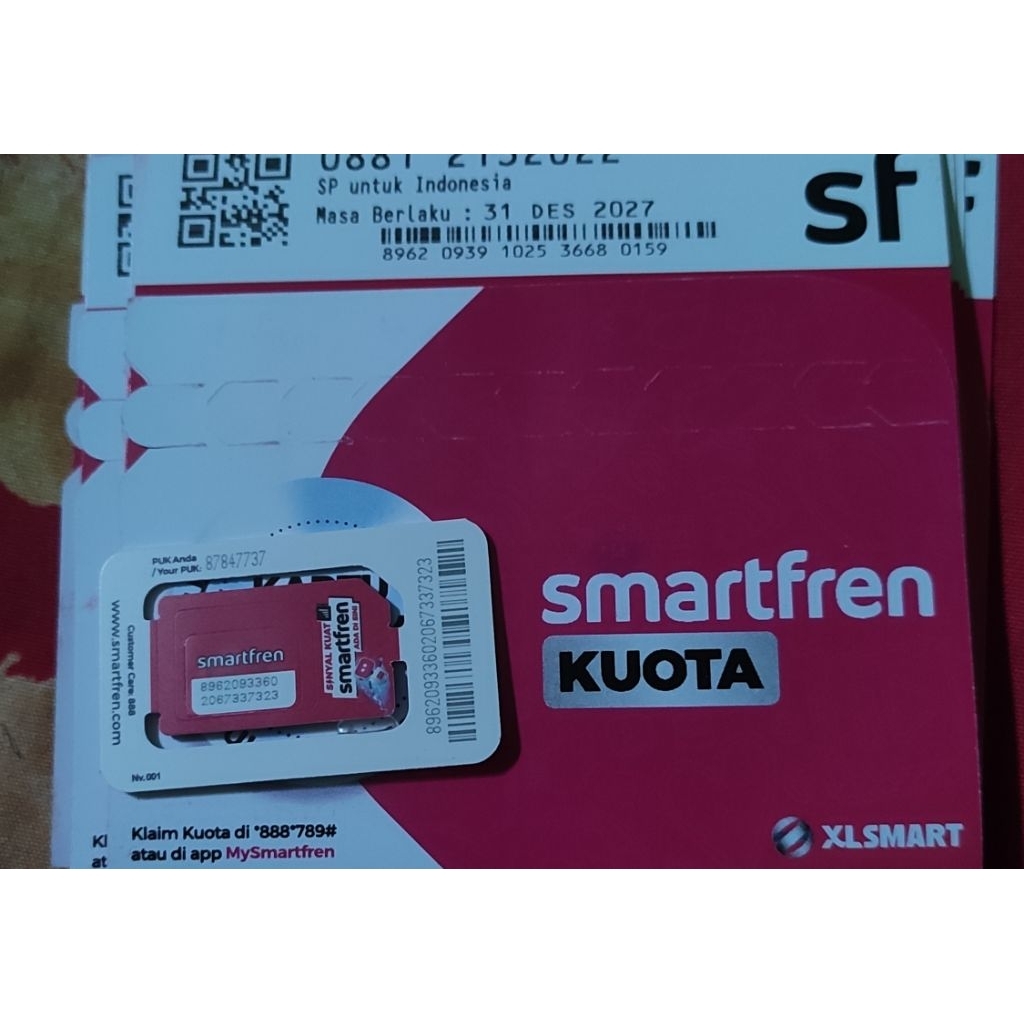 SP untuk Indonesia
Masa Berlaku : 31 DES 2027
8962 0939 1025 3668 0159
sf
PUK Anda
/Your PUK: 87847737
www.smartfren.com
Customer Care: 888
smartfren
8962093360
2067337323
SINYAL KUAT
smartfren
ADA DI SINI
89620933602067337323
Nv.001
smartfren
KUOTA
Klaim Kuota di *888*789#
atau di app MySmartfren
Kl
at
XLSMART